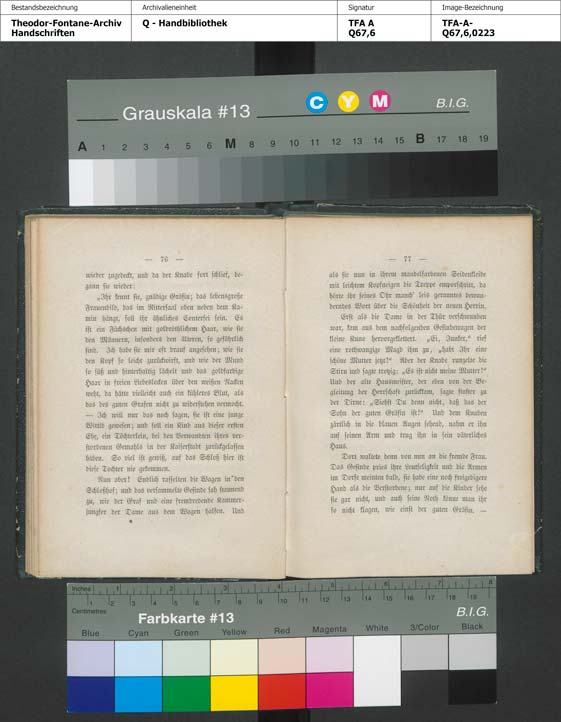 Bestandsbezeichnung
Theodor-Fontane-Archiv
Handschriften
Archivalieneinheit
Q - Handbibliothek
Signatur
TFA A
Q67,6
Image-Bezeichnung
TFA-A-
Q67,6,0223
Grauskala #13
C Y M
B.I.G.
A 1 2 3 4 5 6 M 8 9 10 11 12 13 14 15 B 17 18 19
— 76 —
wieder zugedeckt, und da der Knabe fort schlief, be-
gann sie wieder:
„Ihr kennt sie, gnädige Gräfin; das lebensgroße
Frauenbild, das im Rittersaal oben neben dem Ka-
min hängt, soll ihr ähnliches Conterfei sein. Es
ist ein Füchschen mit goldröthlichem Haar, wie sie
den Männern, insonders den älteren, so gefährlich
sind. Ich habe sie mir oft drauf angesehen; wie sie
den Kopf so leicht zurückwirft, und wie der Mund
so süß und hinterhaltig lächelt und das goldfarbige
Haar in freien Liebeslocken über den weißen Nacken
weht, da hätte vielleicht auch ein kühleres Blut, als
das des guten Grafen nicht zu widerstehen vermocht.
— Ich will nur das noch sagen, sie ist eine junge
Wittib gewesen; und soll ein Kind aus dieser ersten
Ehe, ein Töchterlein, bei den Verwandten ihres ver-
storbenen Gemahls in der Kaiserstadt zurückgelassen
haben. So viel ist gewiß, auf das Schloß hier ist
diese Tochter nie gekommen.
Nun aber! Endlich rasselten die Wagen in den
Schloßhof; und das versammelte Gesinde sah staunend
zu, wie der Graf und eine fremdredende Kammer-
jungfer der Dame aus dem Wagen halfen. Und
— 77 —
als sie nun in ihrem mandelfarbenen Seidenkleide
mit leichtem Kopfneigen die Treppe emporschritt, da
hörte ihr feines Ohr manch' leis geraunetes bewun-
derndes Wort über die Schönheit der neuen Herrin.
Erst als die Dame in der Thür verschwunden
war, kam aus dem nachfolgenden Gesindewagen der
kleine Kuno hervorgeklettert. „Ei, Junker,“ rief
eine rothwangige Magd ihm zu, „habt Ihr eine
schöne Mutter jetzt!“ Aber der Knabe runzelte die
Stirn und sagte trotzig: „Es ist nicht meine Mutter!“
Und der alte Hausmeister, der eben von der Be-
gleitung der Herrschaft zurückkam, sagte finster zu
der Dirne: „Siehst Du denn nicht, daß das der
Sohn der guten Gräfin ist!“ Und dem Knaben
zärtlich in die blauen Augen sehend, nahm er ihn
auf seinen Arm und trug ihn in sein väterliches
Haus.
Dort waltete denn von nun an die fremde Frau.
Das Gesinde pries ihre Leutseligkeit und die Armen
im Dorfe meinten bald, sie habe eine noch freigebigere
Hand als die Verstorbene; nur auf die Kinder sehe
sie gar nicht, und auch seine Noth könne man ihr
so nicht klagen, wie einst der guten Gräfin. —
Inches 1 2 3 4 5 6 7 8
Centimetres 1 2 3 4 5 6 7 8 9 10 11 12 13 14 15 16 17 18 19
Farbkarte #13
B.I.G.
Blue Cyan Green Yellow Red Magenta White 3/Color Black